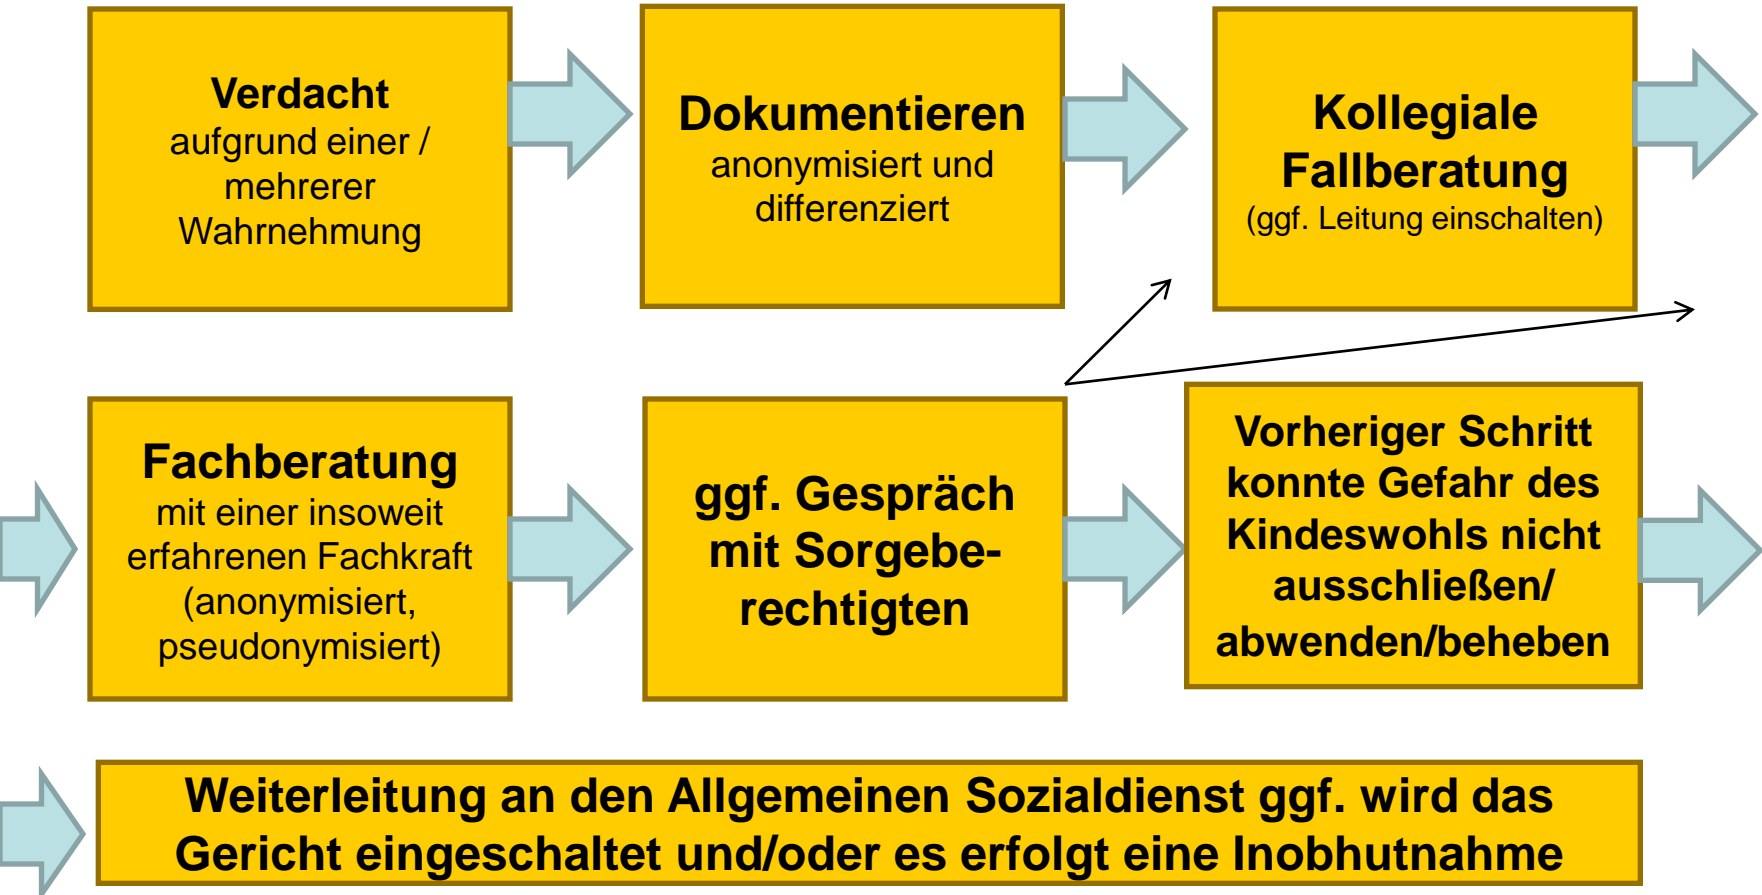 Verdacht
aufgrund einer /
mehrerer
Wahrnehmung
Dokumentieren
anonymisiert und
differenziert
Kollegiale
Fallberatung
(ggf. Leitung einschalten)
Fachberatung
mit einer insoweit
erfahrenen Fachkraft
(anonymisiert,
pseudonymisiert)
ggf. Gespräch
mit Sorgebe-
rechtigten
Vorheriger Schritt
konnte Gefahr des
Kindeswohls nicht
ausschließen/
abwenden/beheben
Weiterleitung an den Allgemeinen Sozialdienst ggf. wird das
Gericht eingeschaltet und/oder es erfolgt eine Inobhutnahme